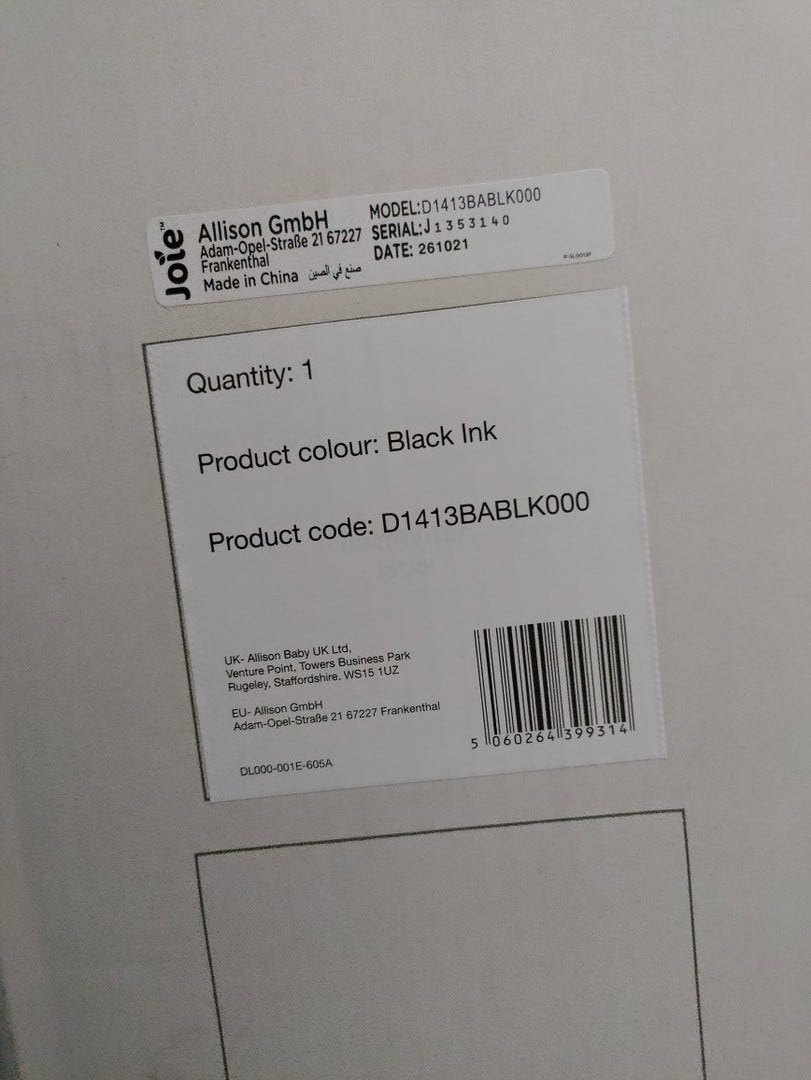 Joie™
Allison GmbH
Adam-Opel-Straße 21 67227
Frankenthal
Made in China صنع في الصين
MODEL:D1413BABLK000
SERIAL:J1353140
DATE: 261021
Quantity: 1
Product colour: Black Ink
Product code: D1413BABLK000
UK- Allison Baby UK Ltd,
Venture Point, Towers Business Park
Rugeley, Staffordshire. WS15 1UZ
EU- Allison GmbH
Adam-Opel-Straße 21 67227 Frankenthal
DL000-001E-605A
5 060264 399314